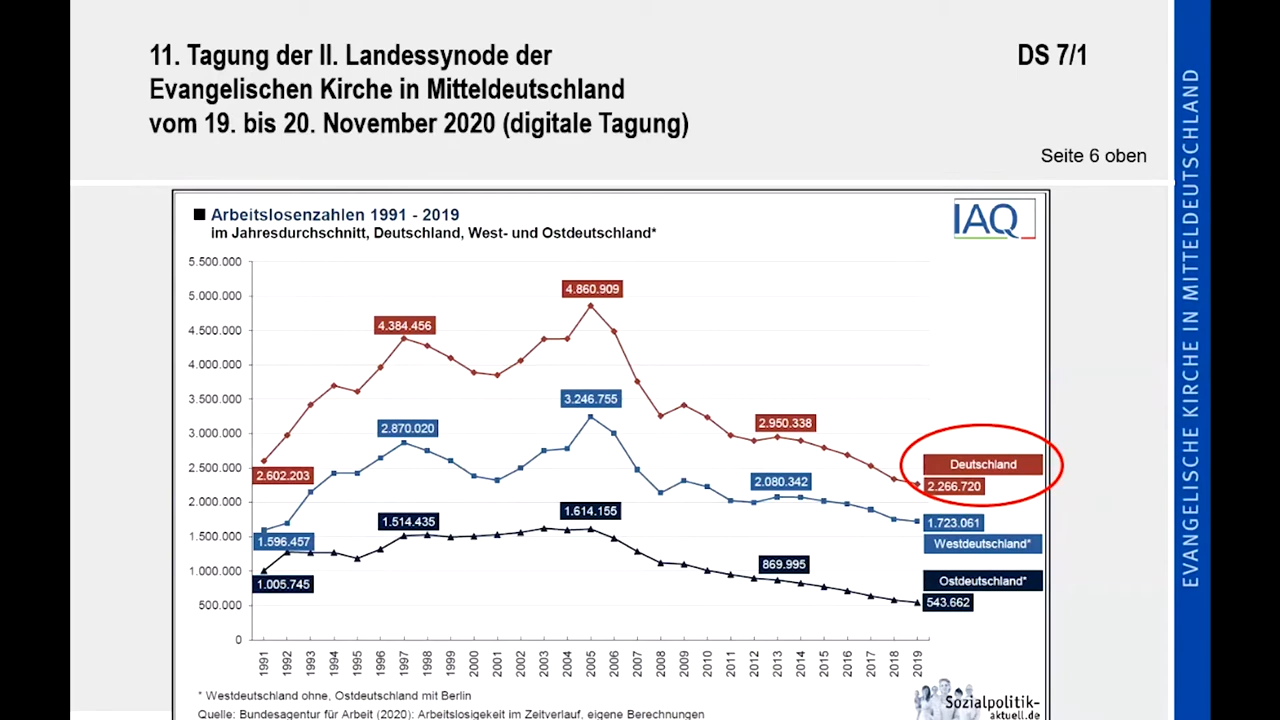 11. Tagung der II. Landessynode der
Evangelischen Kirche in Mitteldeutschland
vom 19. bis 20. November 2020 (digitale Tagung)
DS 7/1
Seite 6 oben
EVANGELISCHE KIRCHE IN MITTELDEUTSCHLAND
Arbeitslosenzahlen 1991 - 2019
im Jahresdurchschnitt, Deutschland, West- und Ostdeutschland*
IAQ
5.500.000
5.000.000
4.500.000
4.000.000
3.500.000
3.000.000
2.500.000
2.000.000
1.500.000
1.000.000
500.000
0
2.602.203
4.384.456
4.860.909
2.950.338
Deutschland
2.266.720
1.596.457
2.870.020
3.246.755
2.080.342
1.723.061
Westdeutschland*
1.005.745
1.514.435
1.614.155
869.995
Ostdeutschland*
543.662
1991 1992 1993 1994 1995 1996 1997 1998 1999 2000 2001 2002 2003 2004 2005 2006 2007 2008 2009 2010 2011 2012 2013 2014 2015 2016 2017 2018 2019
* Westdeutschland ohne, Ostdeutschland mit Berlin
Quelle: Bundesagentur für Arbeit (2020): Arbeitslosigekeit im Zeitverlauf, eigene Berechnungen
Sozialpolitik-
aktuell.de